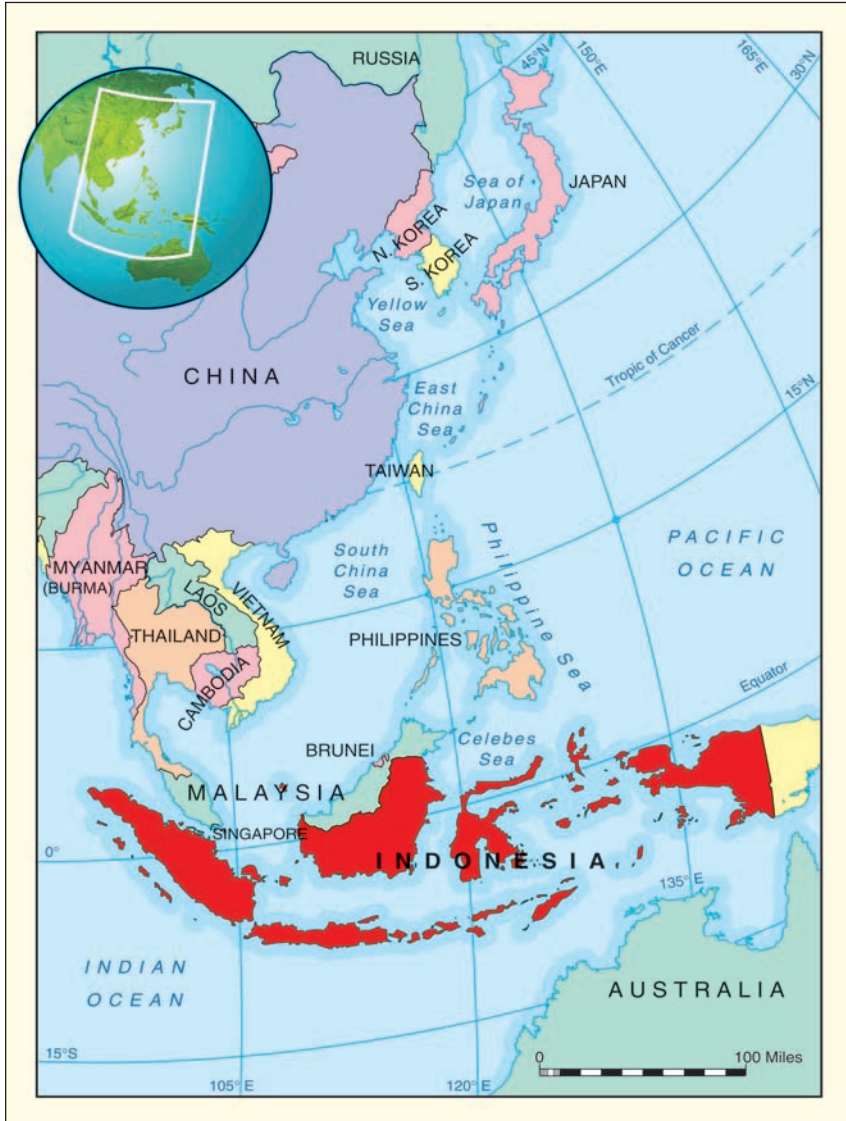 RUSSIA
45°N
150°E
165°E
30°N
Sea of
Japan
JAPAN
N. KOREA
S. KOREA
Yellow
Sea
CHINA
East
China
Sea
Tropic of Cancer
15°N
TAIWAN
MYANMAR
(BURMA)
LAOS
VIETNAM
THAILAND
CAMBODIA
South
China
Sea
Philippine Sea
PACIFIC
OCEAN
PHILIPPINES
Equator
BRUNEI
Celebes
Sea
MALAYSIA
SINGAPORE
0°
INDONESIA
135° E
INDIAN
OCEAN
AUSTRALIA
15°S
0 100 Miles
105° E
120° E